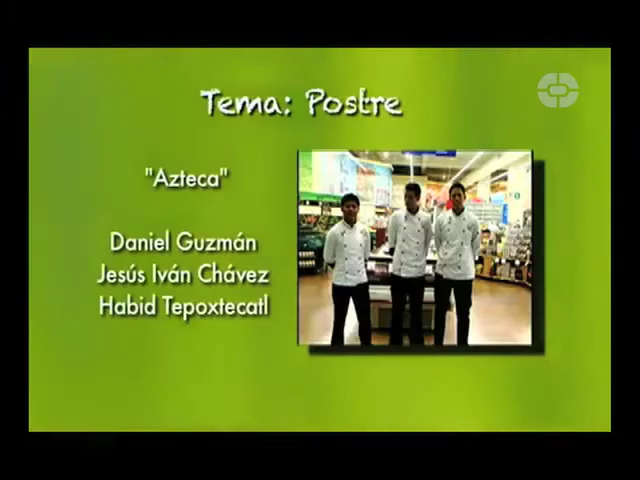 Tema: Postre
"Azteca"
Daniel Guzmán
Jesús Iván Chávez
Habid Tepoxtecatl